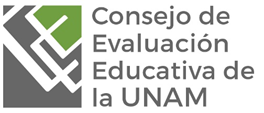 Consejo de
Evaluación
Educativa de
la UNAM